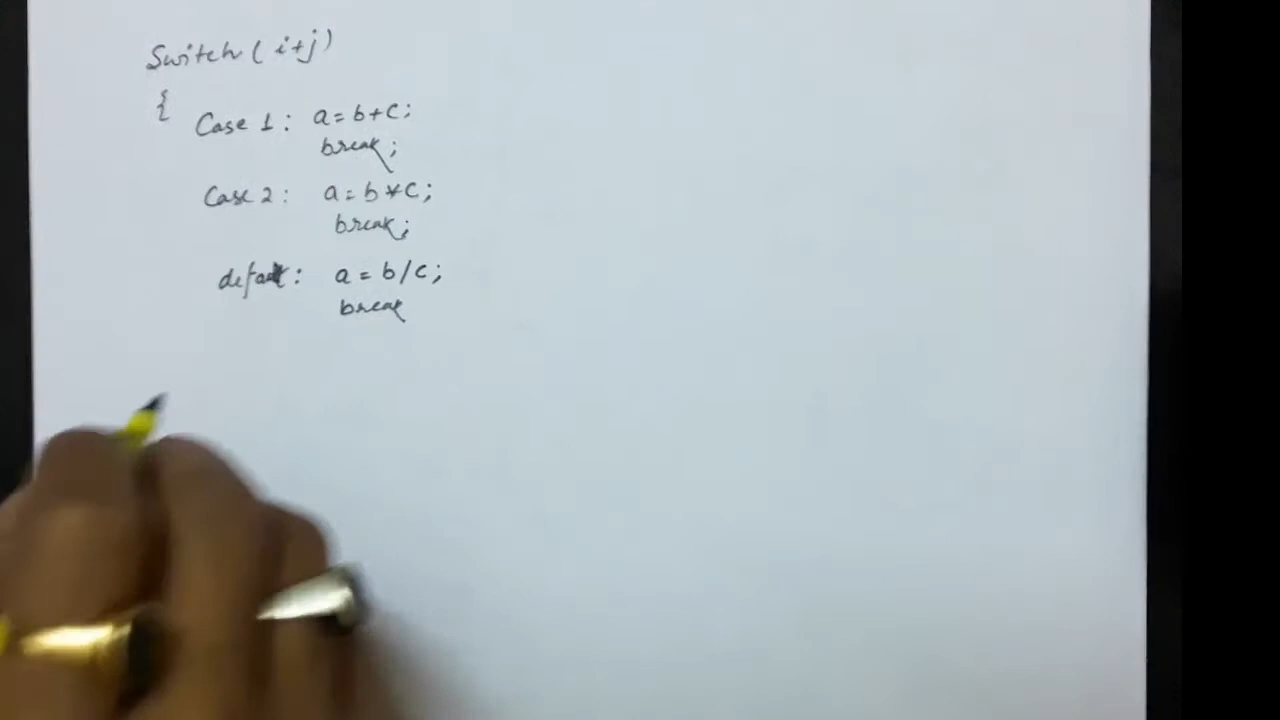 Switch ( i+j )
{
Case 1 : a = b + c ;
break ;
Case 2 : a = b * c ;
break ;
default : a = b / c ;
break